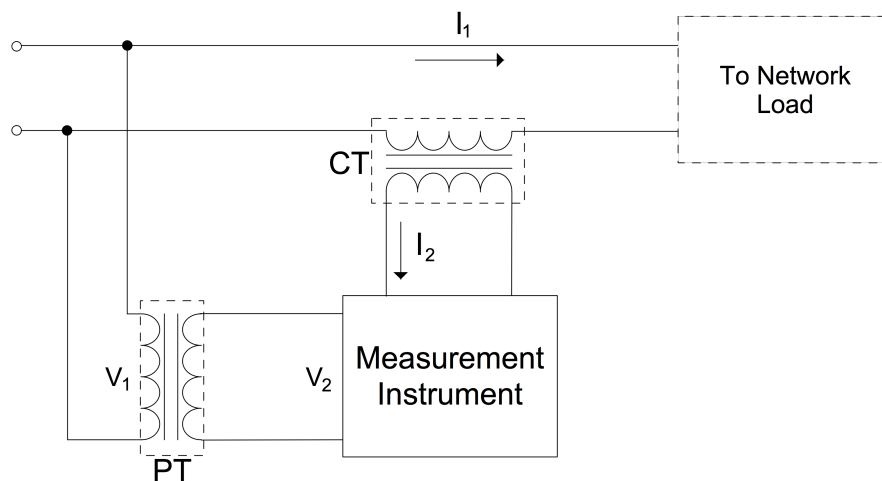 I₁
To Network
Load
CT
I₂
V₁
V₂
Measurement
Instrument
PT